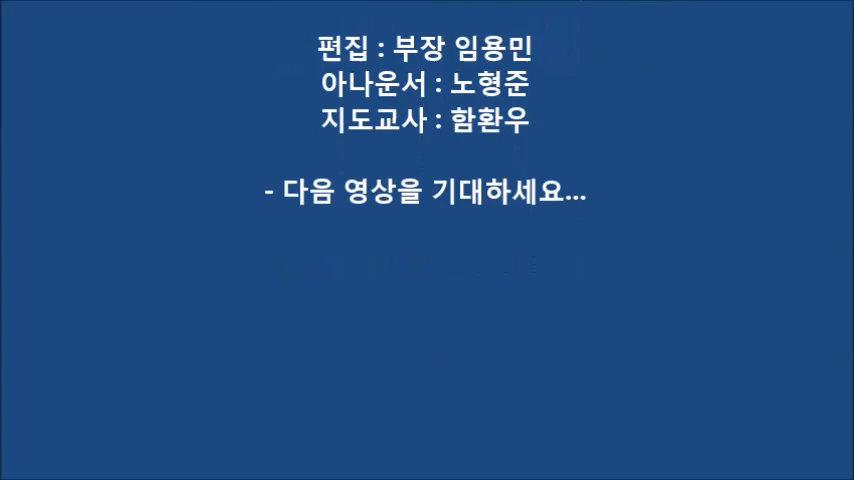 편집 : 부장 임용민
아나운서 : 노형준
지도교사 : 함환우
- 다음 영상을 기대하세요...